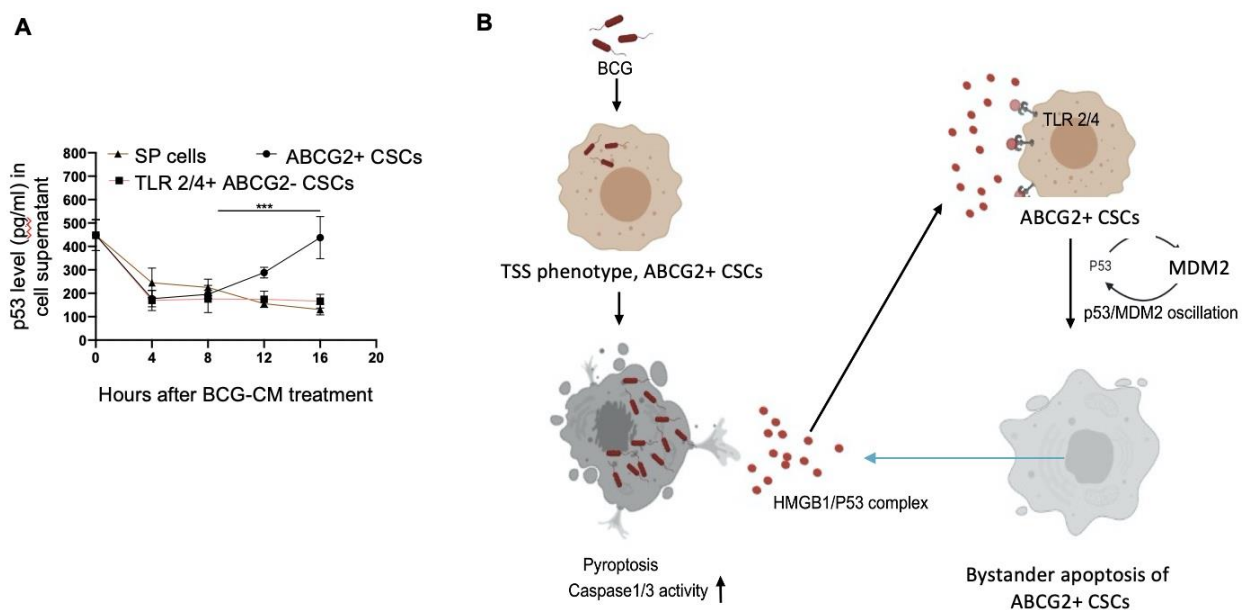 A
p53 level (pg/ml) in
cell supernatant
800
700
600
500
400
300
200
100
0
SP cells
ABCG2+ CSCs
TLR 2/4+ ABCG2- CSCs
***
0
4
8
12
16
20
Hours after BCG-CM treatment
B
BCG
TSS phenotype, ABCG2+ CSCs
Pyroptosis
Caspase1/3 activity
HMGB1/P53 complex
TLR 2/4
ABCG2+ CSCs
P53
MDM2
p53/MDM2 oscillation
Bystander apoptosis of
ABCG2+ CSCs